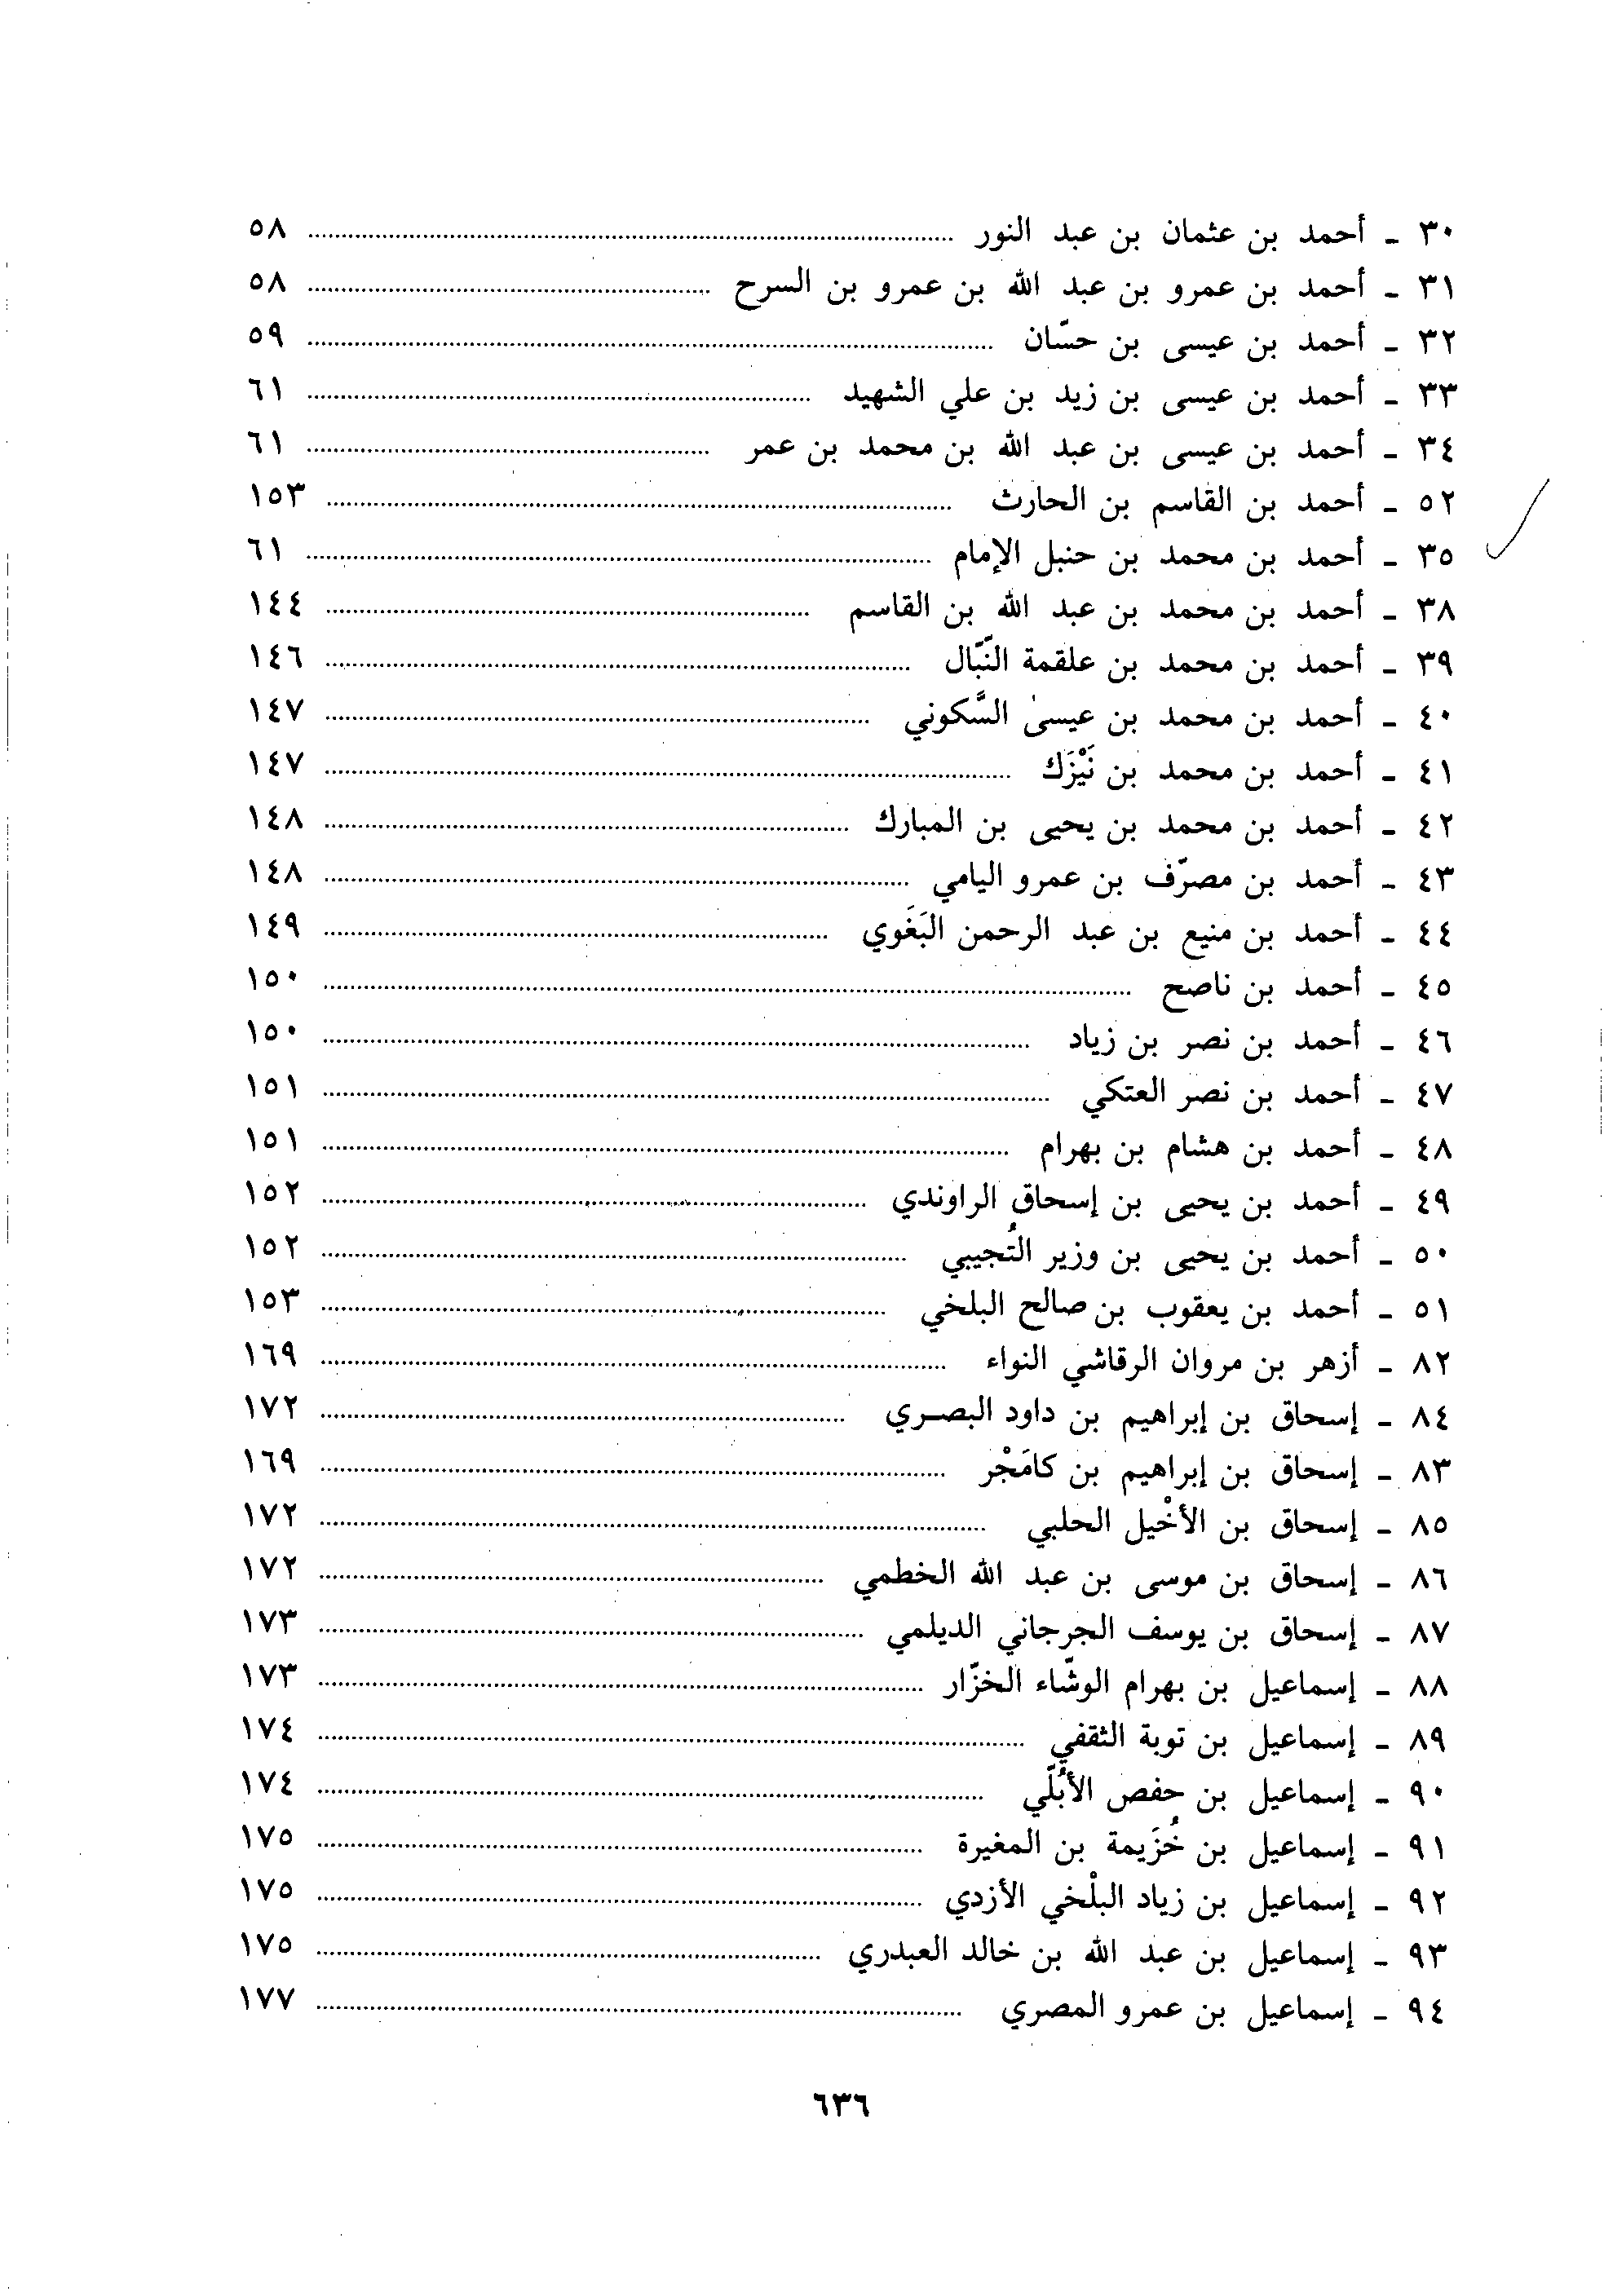 ٣٠ ـ أحمد بن عثمان بن عبد النور ........ ٥٨
٣١ ـ أحمد بن عمرو بن عبد الله بن عمرو بن السرح ........ ٥٨
٣٢ ـ أحمد بن عيسى بن حسّان ........ ٥٩
٣٣ ـ أحمد بن عيسى بن زيد بن علي الشهيد ........ ٦١
٣٤ ـ أحمد بن عيسى بن عبد الله بن محمد بن عمر ........ ٦١
٥٢ ـ أحمد بن القاسم بن الحارث ........ ١٥٣
٣٥ ـ أحمد بن محمد بن حنبل الإمام ........ ٦١
٣٨ ـ أحمد بن محمد بن عبد الله بن القاسم ........ ١٤٤
٣٩ ـ أحمد بن محمد بن علقمة النّبّال ........ ١٤٦
٤٠ ـ أحمد بن محمد بن عيسىٰ السَّكوني ........ ١٤٧
٤١ ـ أحمد بن محمد بن نَيْزَك ........ ١٤٧
٤٢ ـ أحمد بن محمد بن يحيى بن المبارك ........ ١٤٨
٤٣ ـ أحمد بن مصرّف بن عمرو اليامي ........ ١٤٨
٤٤ ـ أحمد بن منيع بن عبد الرحمن البَغَوي ........ ١٤٩
٤٥ ـ أحمد بن ناصح ........ ١٥٠
٤٦ ـ أحمد بن نصر بن زياد ........ ١٥٠
٤٧ ـ أحمد بن نصر العتكي ........ ١٥١
٤٨ ـ أحمد بن هشام بن بهرام ........ ١٥١
٤٩ ـ أحمد بن يحيى بن إسحاق الراوندي ........ ١٥٢
٥٠ ـ أحمد بن يحيى بن وزير التُجيبي ........ ١٥٢
٥١ ـ أحمد بن يعقوب بن صالح البلخي ........ ١٥٣
٨٢ ـ أزهر بن مروان الرقاشي النواء ........ ١٦٩
٨٤ ـ إسحاق بن إبراهيم بن داود البصري ........ ١٧٢
٨٣ ـ إسحاق بن إبراهيم بن كامَجْر ........ ١٦٩
٨٥ ـ إسحاق بن الأخْيل الحلبي ........ ١٧٢
٨٦ ـ إسحاق بن موسى بن عبد الله الخطمي ........ ١٧٢
٨٧ ـ إسحاق بن يوسف الجرجاني الديلمي ........ ١٧٣
٨٨ ـ إسماعيل بن بهرام الوشّاء الخزّار ........ ١٧٣
٨٩ ـ إسماعيل بن توبة الثقفي ........ ١٧٤
٩٠ ـ إسماعيل بن حفص الأُبُلّي ........ ١٧٤
٩١ ـ إسماعيل بن خُزَيمة بن المغيرة ........ ١٧٥
٩٢ ـ إسماعيل بن زياد البلْخي الأزدي ........ ١٧٥
٩٣ ـ إسماعيل بن عبد الله بن خالد العبدري ........ ١٧٥
٩٤ ـ إسماعيل بن عمرو المصري ........ ١٧٧
٦٣٦